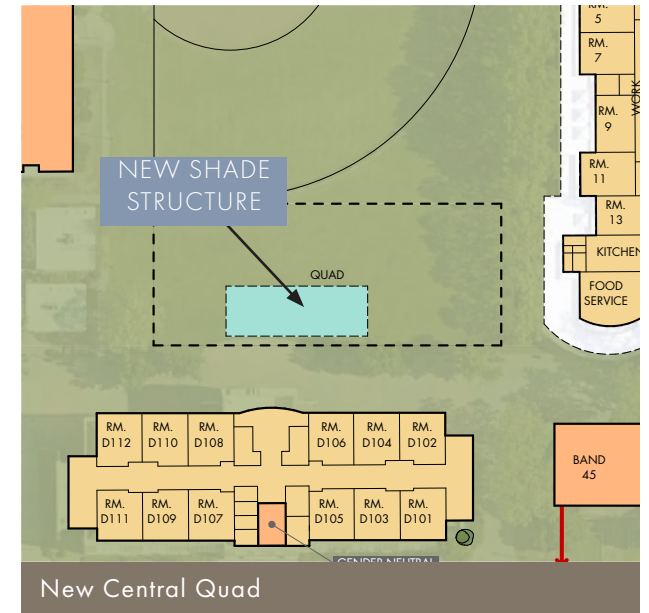 RM.
5
RM.
7
WORK
RM.
9
RM.
11
RM.
13
KITCHEN
FOOD
SERVICE
NEW SHADE
STRUCTURE
QUAD
RM.
D112
RM.
D110
RM.
D108
RM.
D106
RM.
D104
RM.
D102
RM.
D111
RM.
D109
RM.
D107
RM.
D105
RM.
D103
RM.
D101
BAND
45
GENDER NEUTRAL
New Central Quad